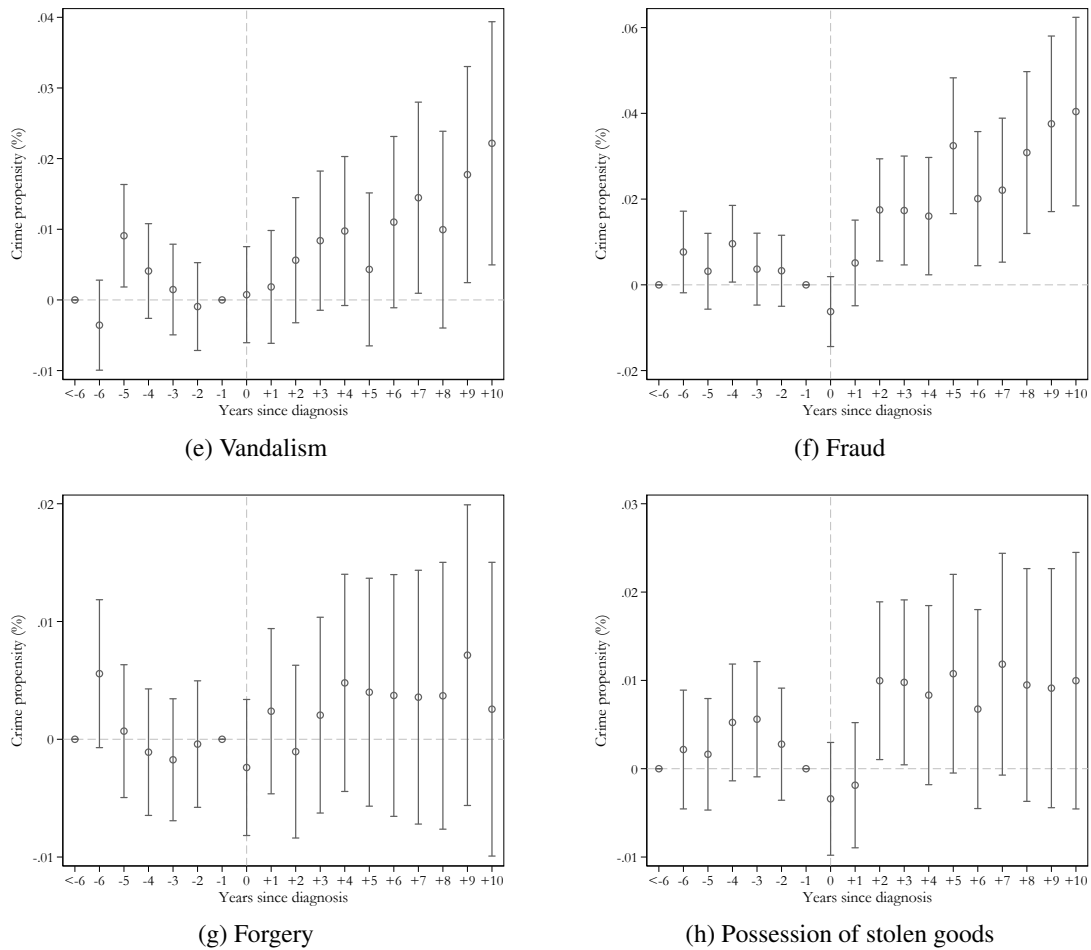 .04
.03
.02
.01
0
-.01
Crime propensity (%)
<-6 -6 -5 -4 -3 -2 -1 0 +1 +2 +3 +4 +5 +6 +7 +8 +9 +10
Years since diagnosis
(e) Vandalism
.06
.04
.02
0
-.02
Crime propensity (%)
<-6 -6 -5 -4 -3 -2 -1 0 +1 +2 +3 +4 +5 +6 +7 +8 +9 +10
Years since diagnosis
(f) Fraud
.02
.01
0
-.01
Crime propensity (%)
<-6 -6 -5 -4 -3 -2 -1 0 +1 +2 +3 +4 +5 +6 +7 +8 +9 +10
Years since diagnosis
(g) Forgery
.03
.02
.01
0
-.01
Crime propensity (%)
<-6 -6 -5 -4 -3 -2 -1 0 +1 +2 +3 +4 +5 +6 +7 +8 +9 +10
Years since diagnosis
(h) Possession of stolen goods